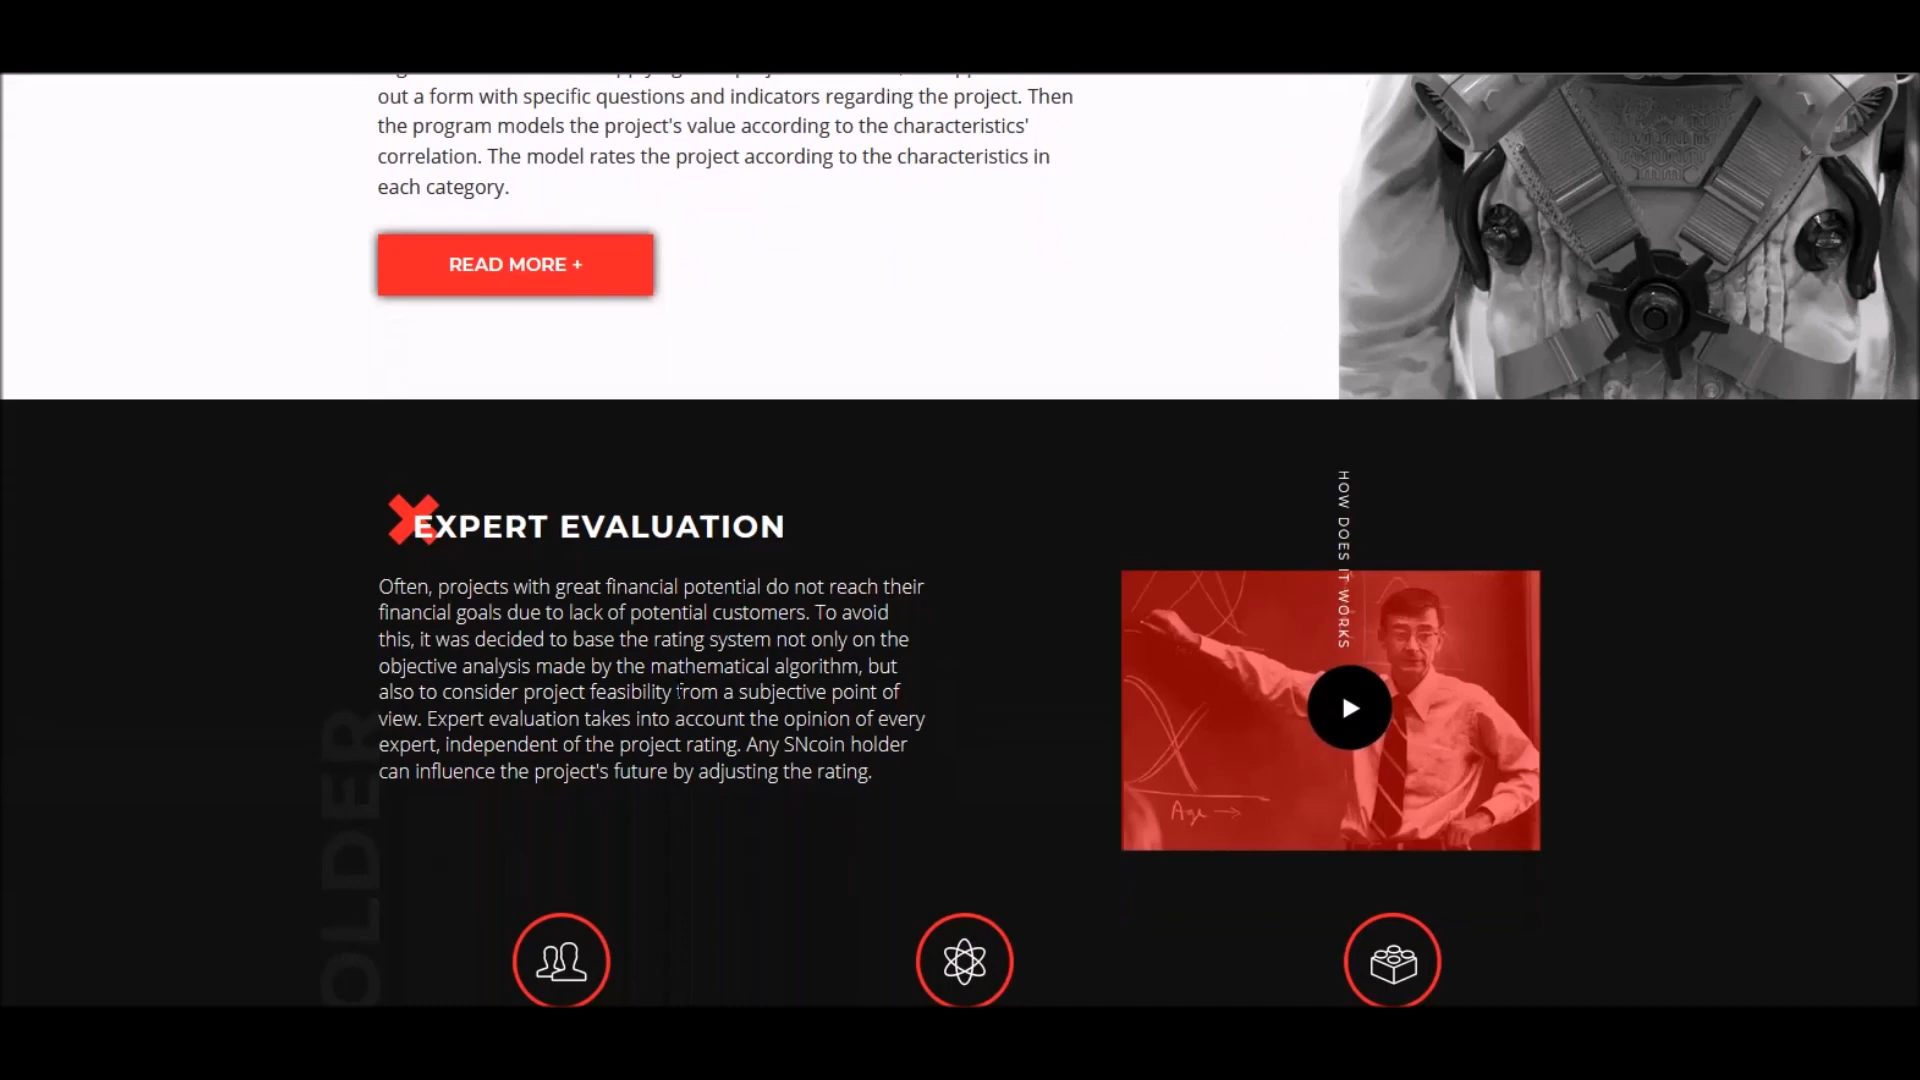 out a form with specific questions and indicators regarding the project. Then
the program models the project's value according to the characteristics'
correlation. The model rates the project according to the characteristics in
each category.
READ MORE +
EXPERT EVALUATION
Often, projects with great financial potential do not reach their
financial goals due to lack of potential customers. To avoid
this, it was decided to base the rating system not only on the
objective analysis made by the mathematical algorithm, but
also to consider project feasibility from a subjective point of
view. Expert evaluation takes into account the opinion of every
expert, independent of the project rating. Any SNcoin holder
can influence the project's future by adjusting the rating.
HOW DOES IT WORKS
Age
OLDER